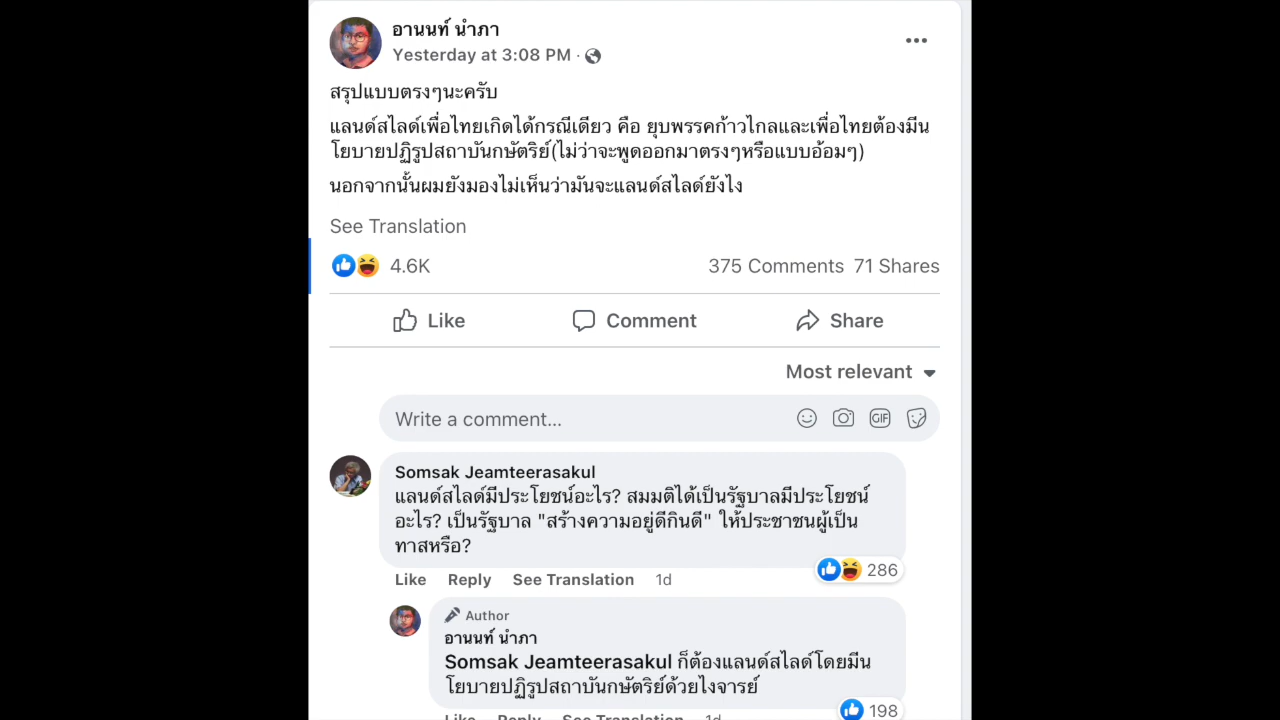 อานนท์ นำภา
Yesterday at 3:08 PM ·
สรุปแบบตรงๆนะครับ
แลนด์สไลด์เพื่อไทยเกิดได้กรณีเดียว คือ ยุบพรรคก้าวไกลและเพื่อไทยต้องมีน
โยบายปฏิรูปสถาบันกษัตริย์(ไม่ว่าจะพูดออกมาตรงๆหรือแบบอ้อมๆ)
นอกจากนั้นผมยังมองไม่เห็นว่ามันจะแลนด์สไลด์ยังไง
See Translation
4.6K 375 Comments 71 Shares
Like Comment Share
Most relevant
Write a comment...
GIF
Somsak Jeamteerasakul
แลนด์สไลด์มีประโยชน์อะไร? สมมติได้เป็นรัฐบาลมีประโยชน์
อะไร? เป็นรัฐบาล "สร้างความอยู่ดีกินดี" ให้ประชาชนผู้เป็น
ทาสหรือ?
286
Like Reply See Translation 1d
Author
อานนท์ นำภา
Somsak Jeamteerasakul ก็ต้องแลนด์สไลด์โดยมีน
โยบายปฏิรูปสถาบันกษัตริย์ด้วยไงจารย์
198
Like Reply See Translation 1d